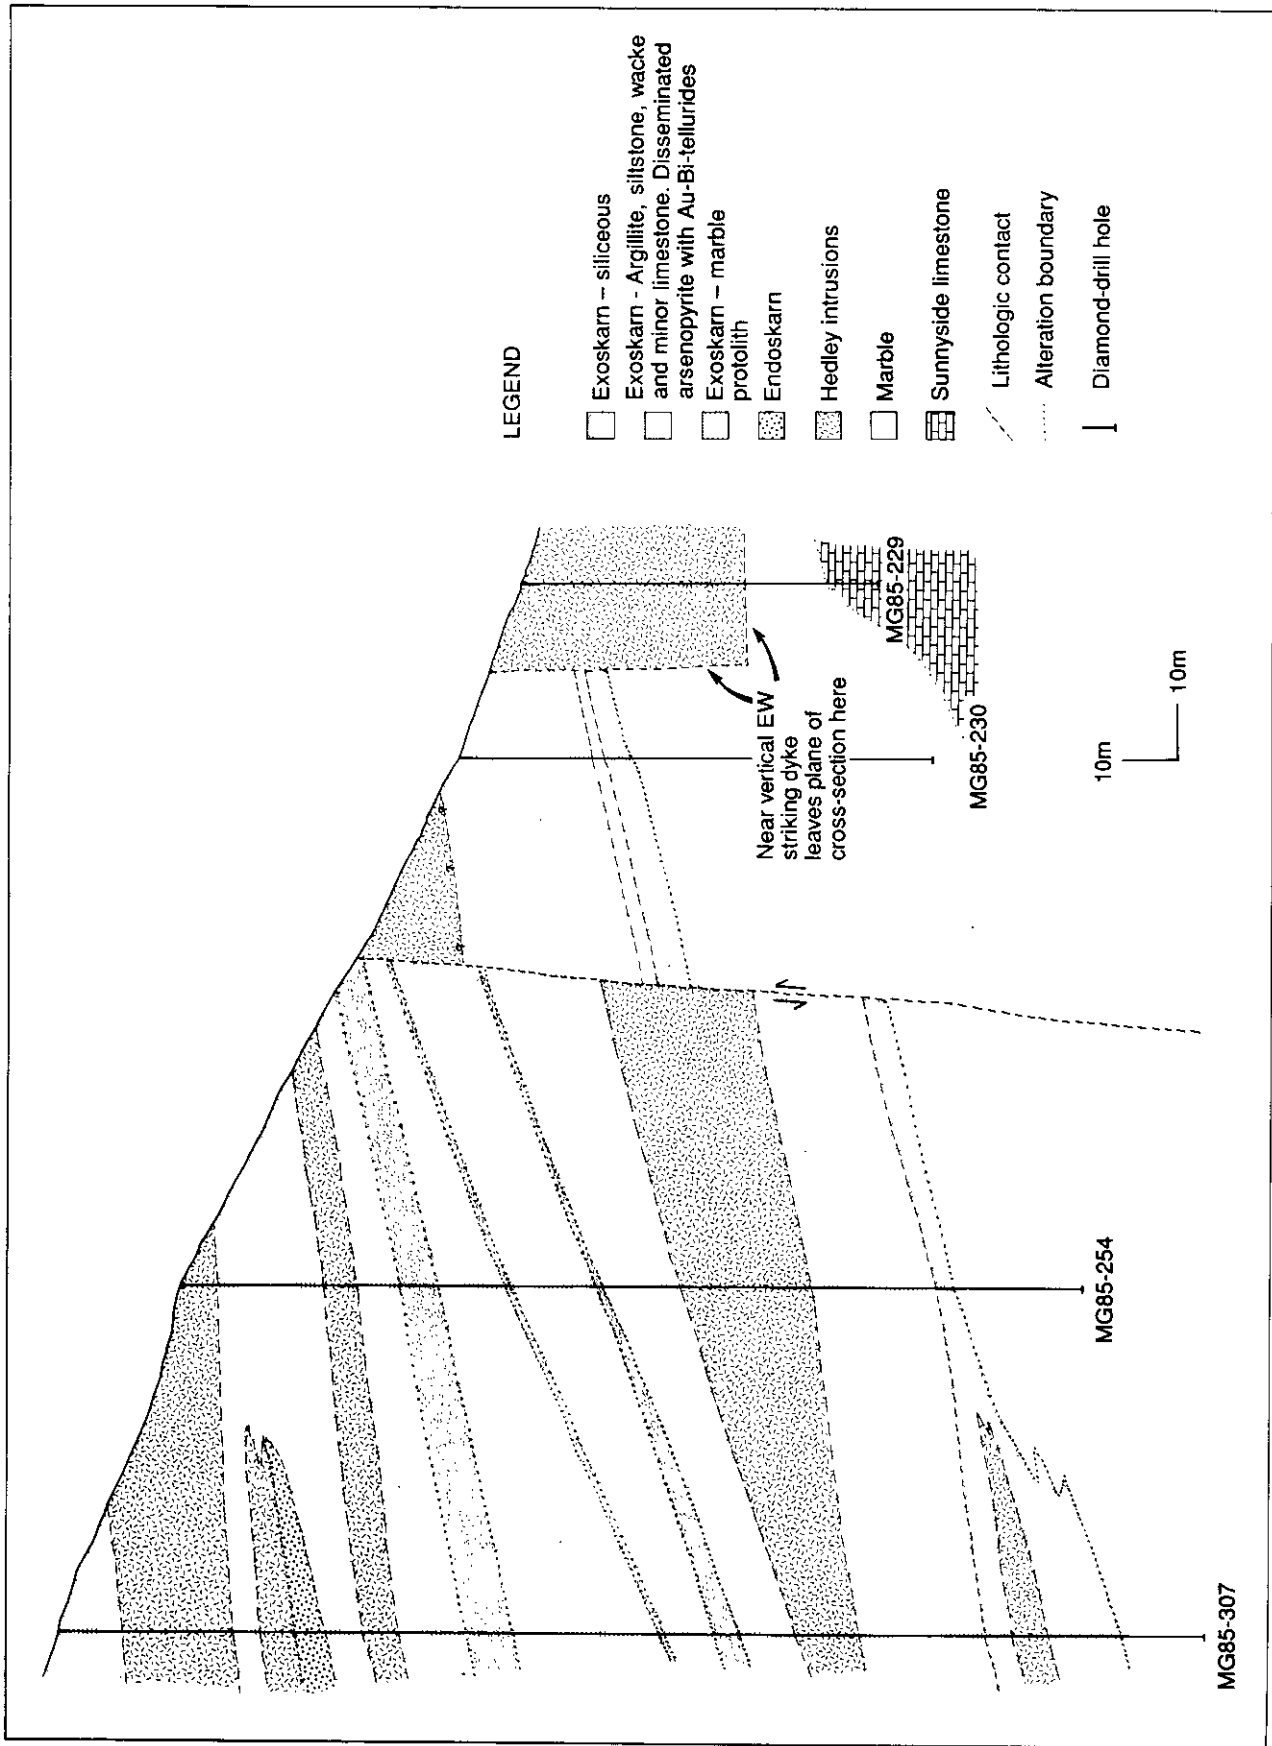 LEGEND
Exoskarn – siliceous
Exoskarn - Argillite, siltstone, wacke
and minor limestone. Disseminated
arsenopyrite with Au-Bi-tellurides
Exoskarn – marble
protolith
Endoskarn
Hedley intrusions
Marble
Sunnyside limestone
Lithologic contact
Alteration boundary
Diamond-drill hole
Near vertical EW
striking dyke
leaves plane of
cross-section here
MG85-307
MG85-254
MG85-230
MG85-229
10m
10m